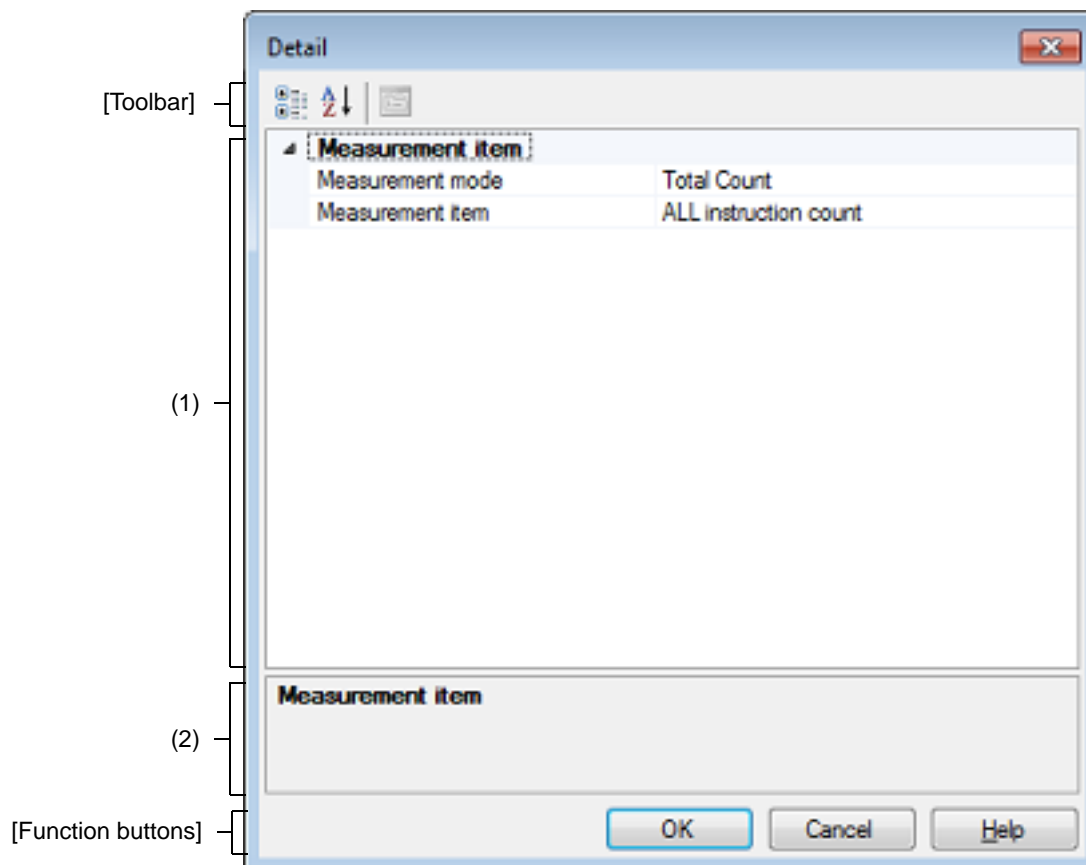 Detail
[Toolbar]
Measurement item
Measurement mode Total Count
Measurement item ALL instruction count
(1)
Measurement item
(2)
[Function buttons]
OK Cancel Help